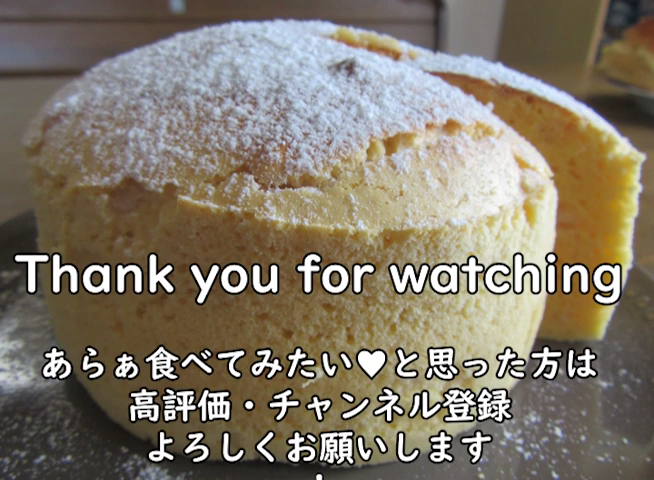 Thank you for watching
あらぁ食べてみたい♥と思った方は
高評価・チャンネル登録
よろしくお願いします